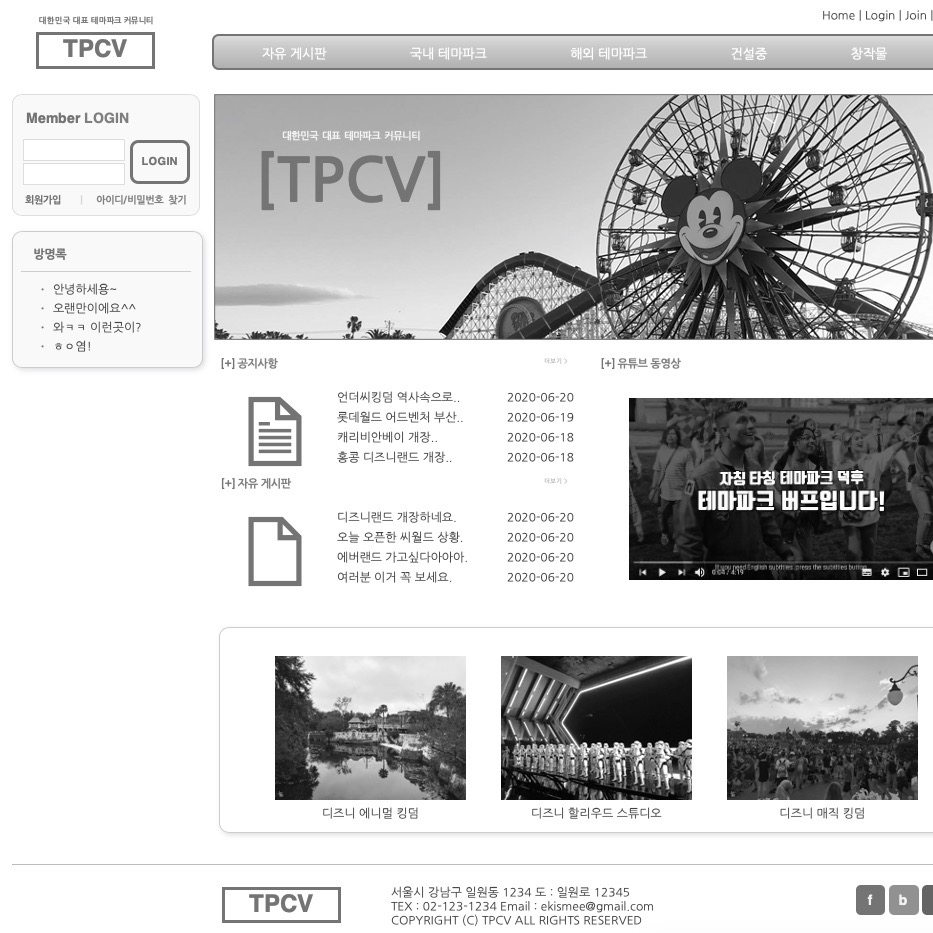 대한민국 대표 테마파크 커뮤니티
TPCV
Home | Login | Join |
자유 게시판 국내 테마파크 해외 테마파크 건설중 창작물
Member LOGIN
LOGIN
회원가입 | 아이디/비밀번호 찾기
방명록
· 안녕하세용~
· 오랜만이에요^^
· 와ㅋㅋ 이런곳이?
· ㅎㅇ염!
대한민국 대표 테마파크 커뮤니티
[TPCV]
[+] 공지사항 더보기 >
언더씨킹덤 역사속으로.. 2020-06-20
롯데월드 어드벤처 부산.. 2020-06-19
캐리비안베이 개장.. 2020-06-18
홍콩 디즈니랜드 개장.. 2020-06-18
[+] 자유 게시판 더보기 >
디즈니랜드 개장하네요. 2020-06-20
오늘 오픈한 씨월드 상황. 2020-06-20
에버랜드 가고싶다아아아. 2020-06-20
여러분 이거 꼭 보세요. 2020-06-20
[+] 유튜브 동영상
자칭 타칭 테마파크 덕후
테마파크 버프입니다!
If you need English subtitles, press the subtitles button
0:04 / 4:19
디즈니 에니멀 킹덤
디즈니 할리우드 스튜디오
디즈니 매직 킹덤
TPCV
서울시 강남구 일원동 1234 도 : 일원로 12345
TEX : 02-123-1234 Email : ekismee@gmail.com
COPYRIGHT (C) TPCV ALL RIGHTS RESERVED
f b